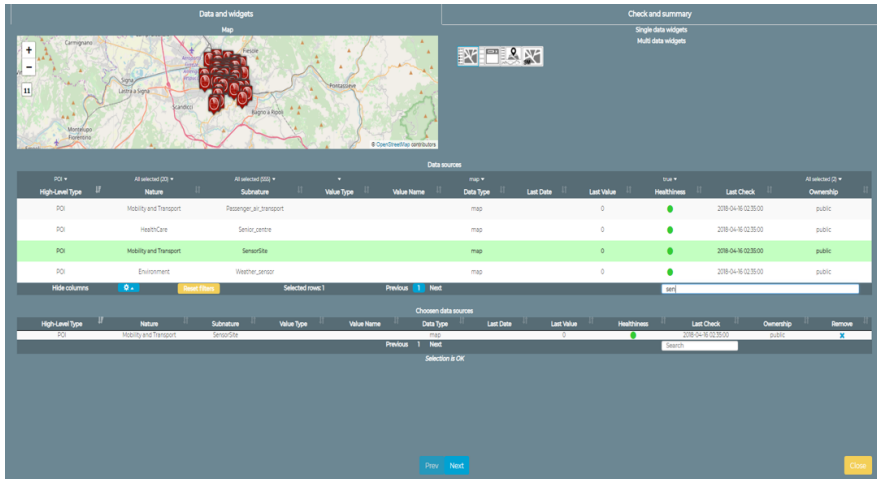 Data and widgets
Check and summary
Map
Single data widgets
Multi data widgets
+
−
11
Carmignano
Signa
Lastra a Signa
Scandicci
Fiesole
Pontassieve
Bagno a Ripoli
Montelupo
Fiorentino
© OpenStreetMap contributors
Data sources
POI All selected (20) All selected (555) map true All selected (2)
High-Level Type Nature Subnature Value Type Value Name Data Type Last Date Last Value Healthiness Last Check Ownership
POI Mobility and Transport Passenger_air_transport map 0 2018-04-16 02:35:00 public
POI HealthCare Senior_centre map 0 2018-04-16 02:35:00 public
POI Mobility and Transport SensorSite map 0 2018-04-16 02:35:00 public
POI Environment Weather_sensor map 0 2018-04-16 02:35:00 public
Hide columns Reset filters Selected rows: 1 Previous 1 Next sen
Choosen data sources
High-Level Type Nature Subnature Value Type Value Name Data Type Last Date Last Value Healthiness Last Check Ownership Remove
POI Mobility and Transport SensorSite map 0 2018-04-16 02:35:00 public X
Previous 1 Next Search
Selection is OK
Prev Next
Close